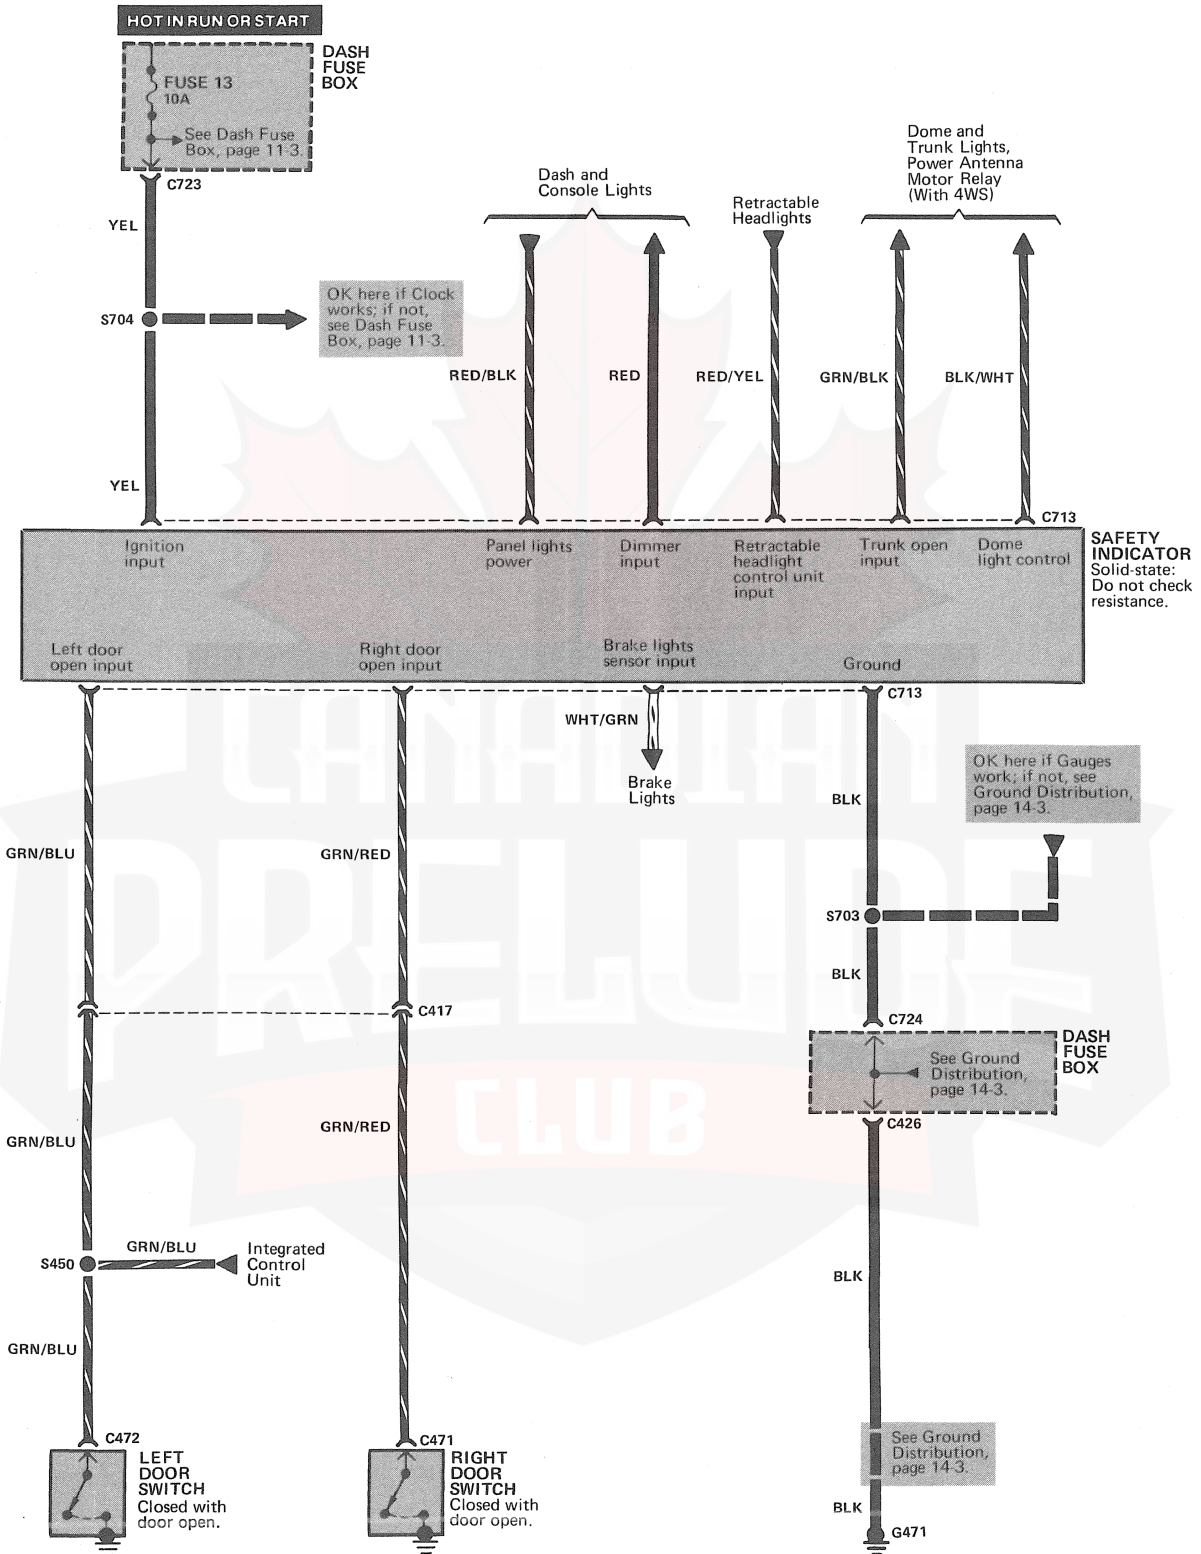 HOT IN RUN OR START
DASH
FUSE
BOX
FUSE 13
10A
See Dash Fuse
Box, page 11-3.
C723
YEL
S704
OK here if Clock
works; if not,
see Dash Fuse
Box, page 11-3.
YEL
Dash and
Console Lights
Retractable
Headlights
Dome and
Trunk Lights,
Power Antenna
Motor Relay
(With 4WS)
RED/BLK
RED
RED/YEL
GRN/BLK
BLK/WHT
C713
SAFETY
INDICATOR
Solid-state:
Do not check
resistance.
Ignition
input
Panel lights
power
Dimmer
input
Retractable
headlight
control unit
input
Trunk open
input
Dome
light control
Left door
open input
Right door
open input
Brake lights
sensor input
Ground
C713
WHT/GRN
Brake
Lights
BLK
OK here if Gauges
work; if not, see
Ground Distribution,
page 14-3.
GRN/BLU
GRN/RED
S703
BLK
C417
C724
DASH
FUSE
BOX
See Ground
Distribution,
page 14-3.
C426
GRN/BLU
GRN/RED
S450
GRN/BLU
Integrated
Control
Unit
BLK
GRN/BLU
C472
LEFT
DOOR
SWITCH
Closed with
door open.
C471
RIGHT
DOOR
SWITCH
Closed with
door open.
See Ground
Distribution,
page 14-3.
BLK
G471
CANADIAN
PRELUDE
CLUB